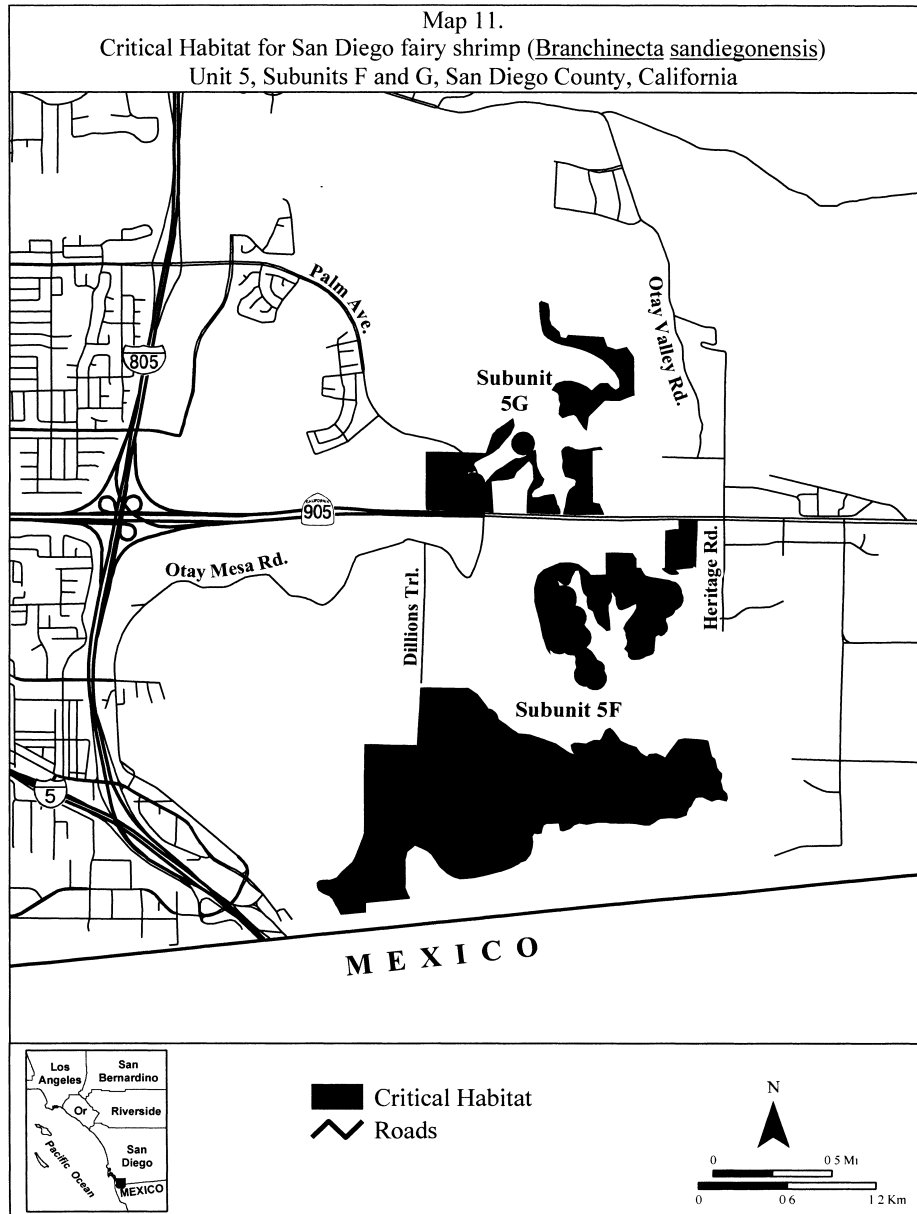 Map 11.
Critical Habitat for San Diego fairy shrimp (Branchinecta sandiegonensis)
Unit 5, Subunits F and G, San Diego County, California
Palm Ave.
Otay Valley Rd.
805
Subunit
5G
CALIFORNIA
905
Otay Mesa Rd.
Dillions Trl.
Heritage Rd.
Subunit 5F
5
MEXICO
Los
Angeles
San
Bernardino
Or
Riverside
San
Diego
Pacific Ocean
MEXICO
Critical Habitat
Roads
N
0 0 5 Mi
0 0 6 1 2 Km